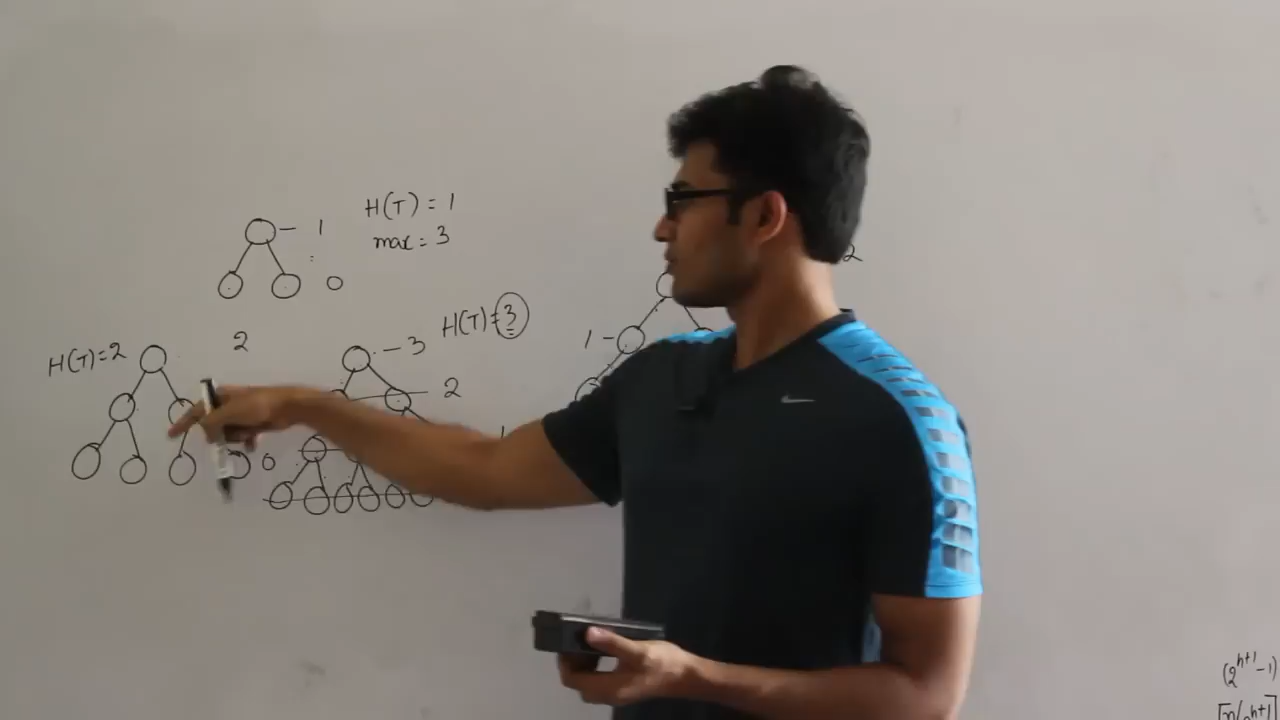 H(T) = 1
1
max = 3
0
H(T)=3
2
H(T)=2
3
2
1
2
0
(2^{h+1}-1)